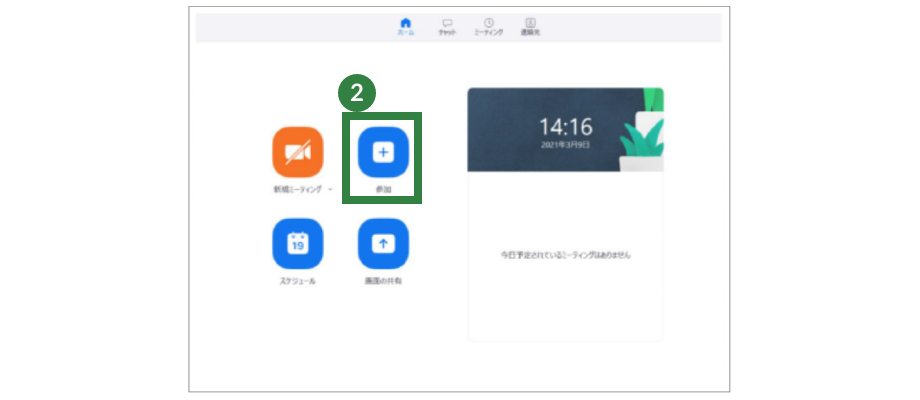 ホーム
チャット
ミーティング
連絡先
2
14:16
2021年3月9日
新規ミーティング
参加
19
スケジュール
画面の共有
今日予定されているミーティングはありません